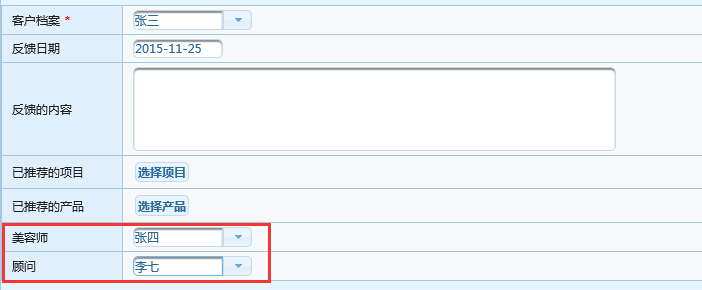 客户档案 * 张三
反馈日期 2015-11-25
反馈的内容
已推荐的项目 选择项目
已推荐的产品 选择产品
美容师 张四
顾问 李七